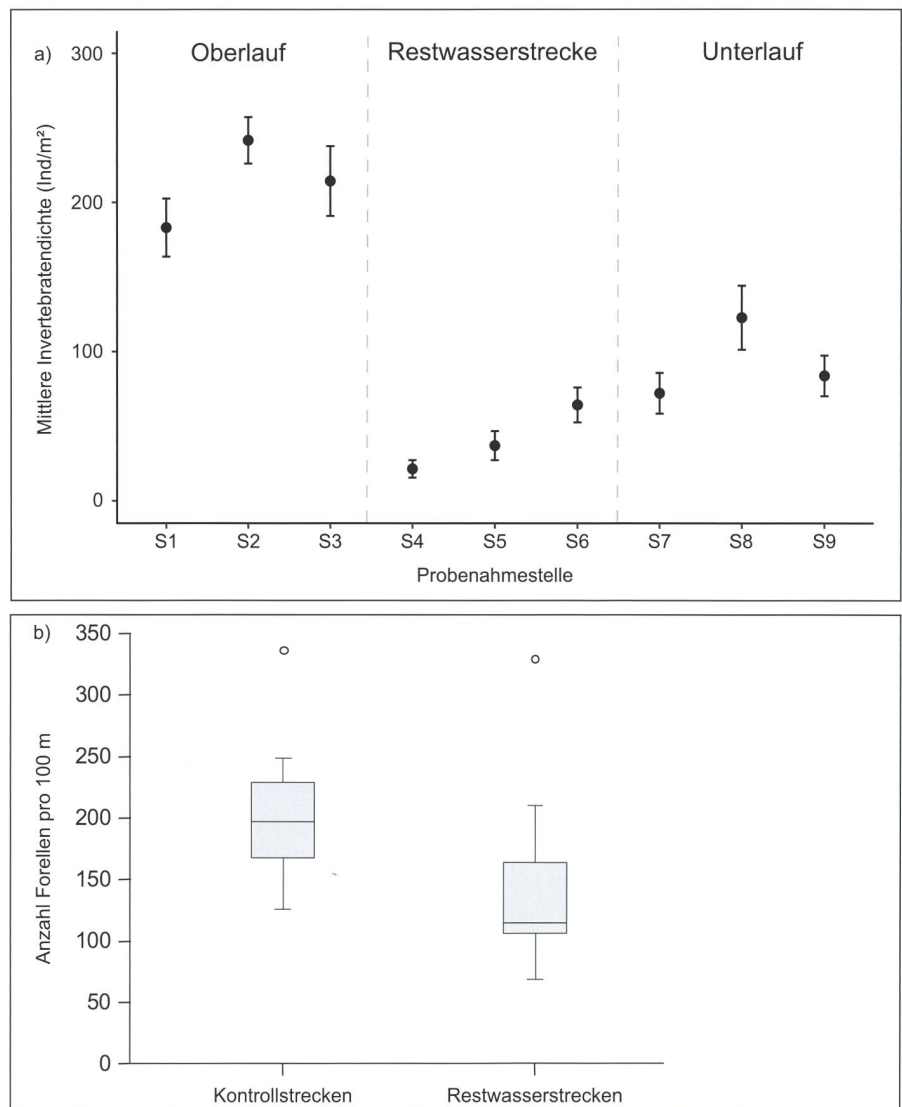 a)
Oberlauf Restwasserstrecke Unterlauf
Mittlere Invertebratendichte (Ind/m²)
300
200
100
0
S1 S2 S3 S4 S5 S6 S7 S8 S9
Probenahmestelle
b)
Anzahl Forellen pro 100 m
350
300
250
200
150
100
50
0
Kontrollstrecken Restwasserstrecken